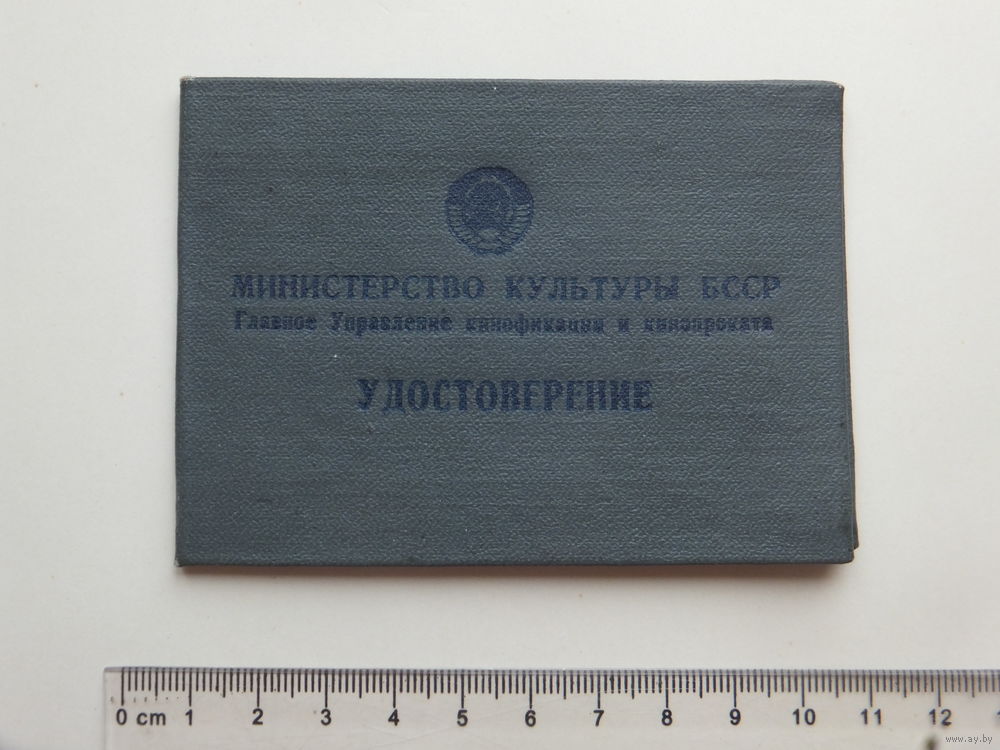 МИНИСТЕРСТВО КУЛЬТУРЫ БССР
Главное Управление кинофикации и кинопроката
УДОСТОВЕРЕНИЕ
0 cm 1 2 3 4 5 6 7 8 9 10 11 12
www.ay.by